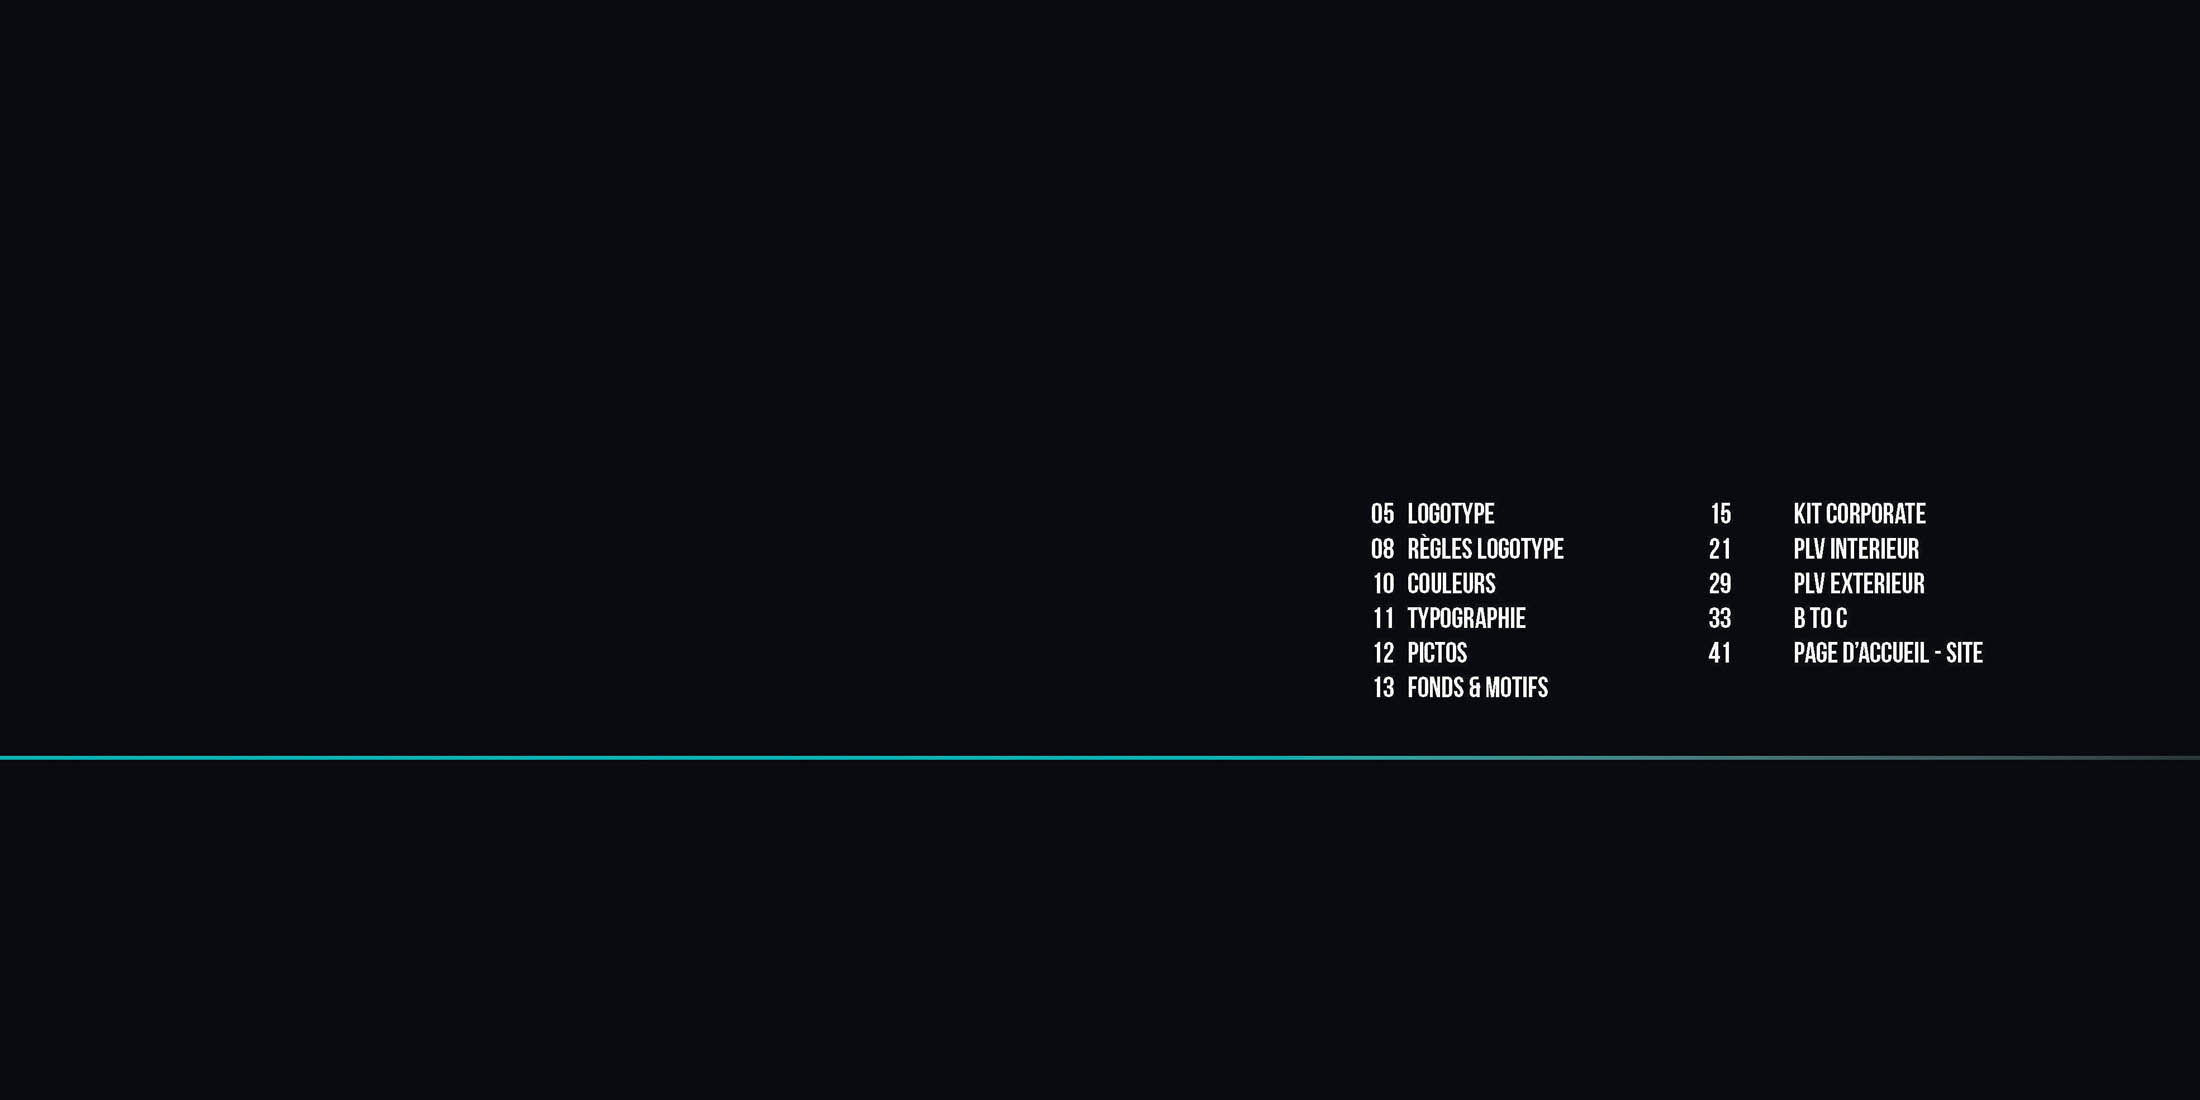 05 LOGOTYPE
08 RÈGLES LOGOTYPE
10 COULEURS
11 TYPOGRAPHIE
12 PICTOS
13 FONDS & MOTIFS
15 KIT CORPORATE
21 PLV INTERIEUR
29 PLV EXTERIEUR
33 B TO C
41 PAGE D’ACCUEIL - SITE